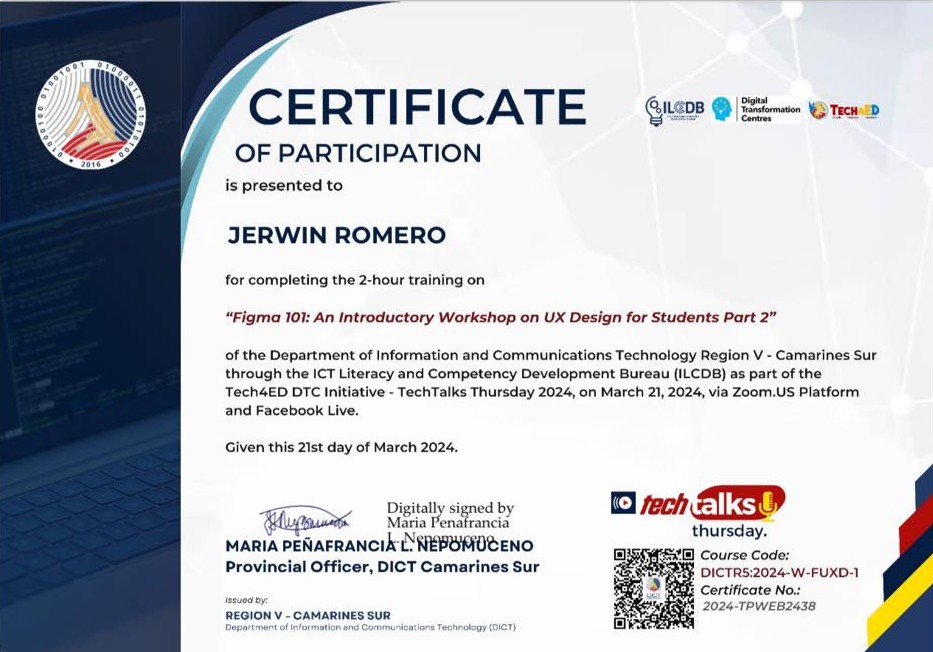 CERTIFICATE
OF PARTICIPATION
is presented to
JERWIN ROMERO
for completing the 2-hour training on
“Figma 101: An Introductory Workshop on UX Design for Students Part 2”
of the Department of Information and Communications Technology Region V - Camarines Sur
through the ICT Literacy and Competency Development Bureau (ILCDB) as part of the
Tech4ED DTC Initiative - TechTalks Thursday 2024, on March 21, 2024, via Zoom.US Platform
and Facebook Live.
Given this 21st day of March 2024.
Digitally signed by
Maria Penafrancia
L. Nepomuceno
MARIA PEÑAFRANCIA L. NEPOMUCENO
Provincial Officer, DICT Camarines Sur
Issued by:
REGION V - CAMARINES SUR
Department of Information and Communications Technology (DICT)
ILCDB
Digital
Transformation
Centres
TECH4ED
2016
01000100 01001001 01000011 01010100
techtalks
thursday.
Course Code:
DICTR5:2024-W-FUXD-1
Certificate No.:
2024-TPWEB2438